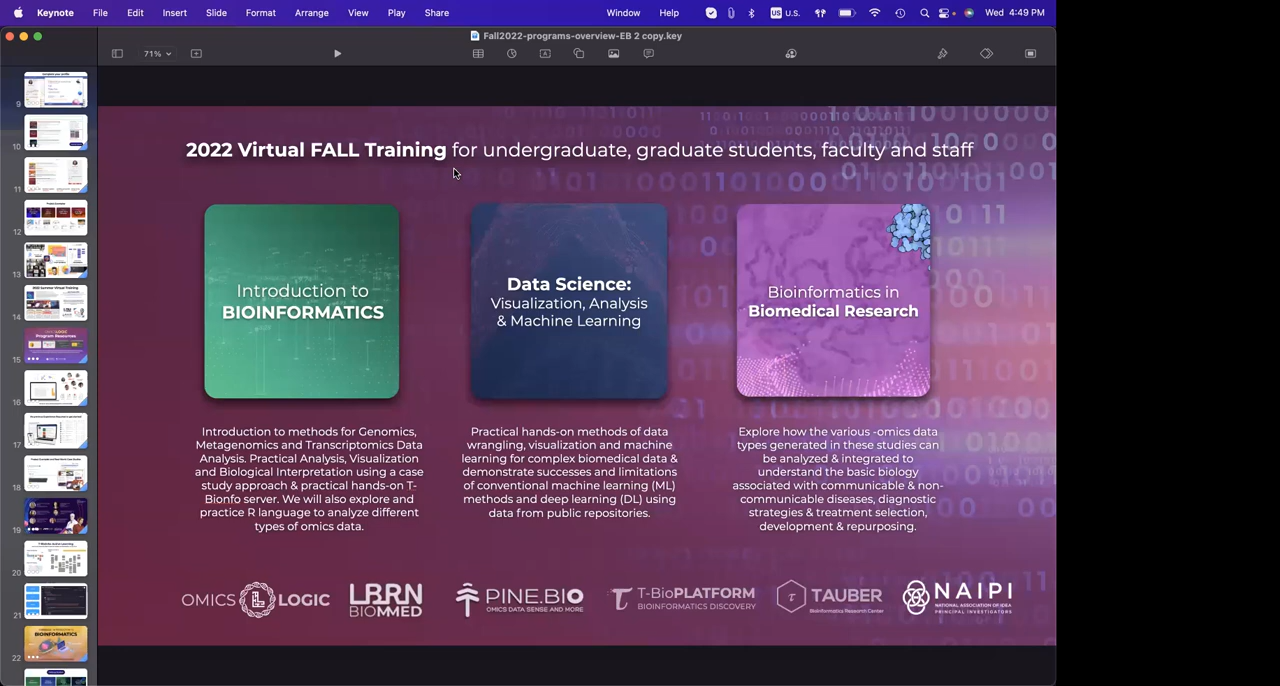 Keynote File Edit Insert Slide Format Arrange View Play Share Window Help US U.S. Wed 4:49 PM
Fall2022-programs-overview-EB 2 copy.key
71%
2022 Virtual FALL Training for undergraduate, graduate students, faculty and staff
Introduction to
BIOINFORMATICS
Data Science:
Visualization, Analysis
& Machine Learning
Bioinformatics in
Biomedical Research
Introduction to methods for Genomics,
Metagenomics and Transcriptomics Data
Analysis. Practical Analysis, Visualization
and Biological Interpretation using a case
study approach & practical hands-on T-
Bionfo server. We will also explore and
practice R language to analyze different
types of omics data.
Practical hands-on methods of data
wrangling, visualization and machine
learning for complex biomedical data &
demonstrate successes and limitations
of conventional machine learning (ML)
methods and deep learning (DL) using
data from public repositories.
Explore how the various -omics data
types generated in these studies can
be analyzed & integrated to
understand the basic biology
associated with communicable & non-
communicable diseases, diagnostic
strategies & treatment selection,
development & repurposing.
OMICS LOGIC
LBRN
BIOMMED
PINE.BIO
OMICS DATA SENSE AND MORE
T-BioPLATFORM
BIOINFORMATICS DISCOVERY
TAUBER
Bioinformatics Research Center
NAIPI
NATIONAL ASSOCIATION OF IDEA
PRINCIPAL INVESTIGATORS
9
10
11
12
13
14
15
16
17
18
19
20
21
22
BIOINFORMATICS